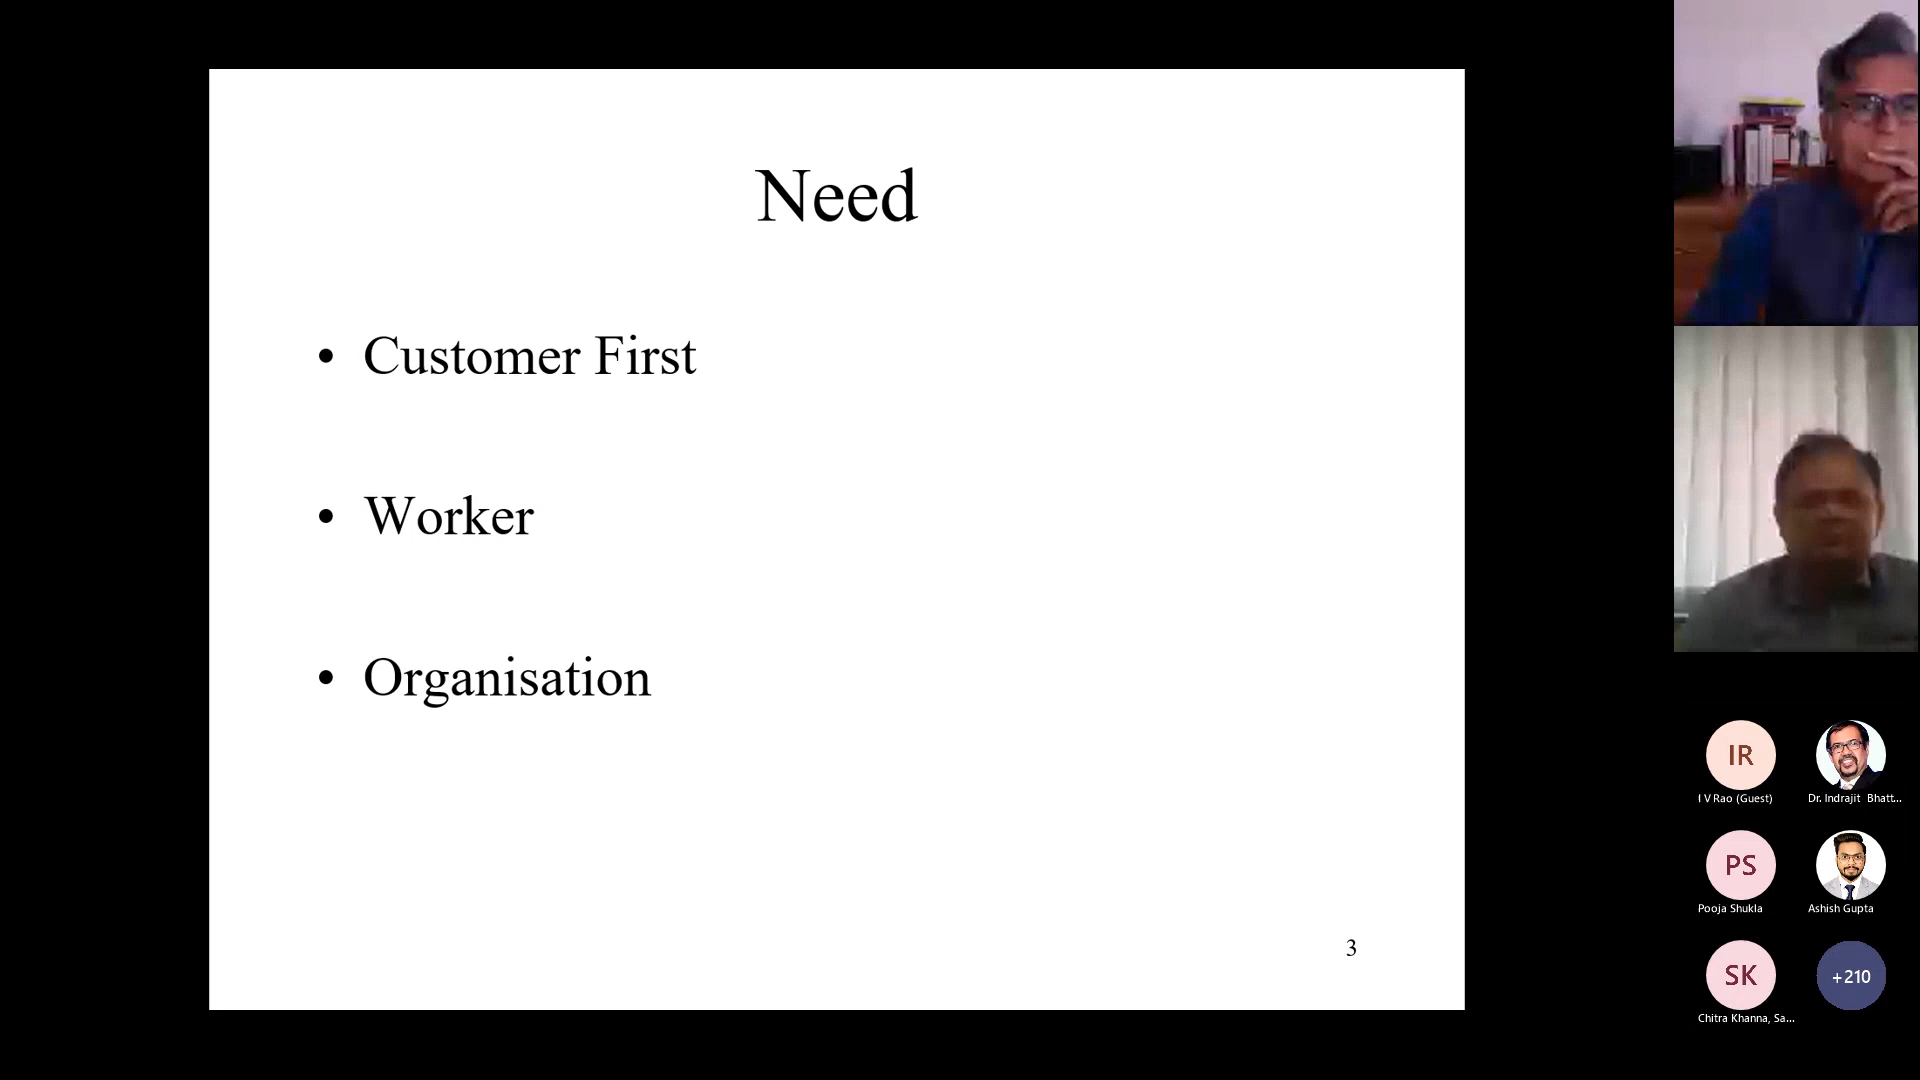 Need
• Customer First
• Worker
• Organisation
3
IR
I V Rao (Guest)
Dr. Indrajit Bhatt...
PS
Pooja Shukla
Ashish Gupta
SK
Chitra Khanna, Sa...
+210